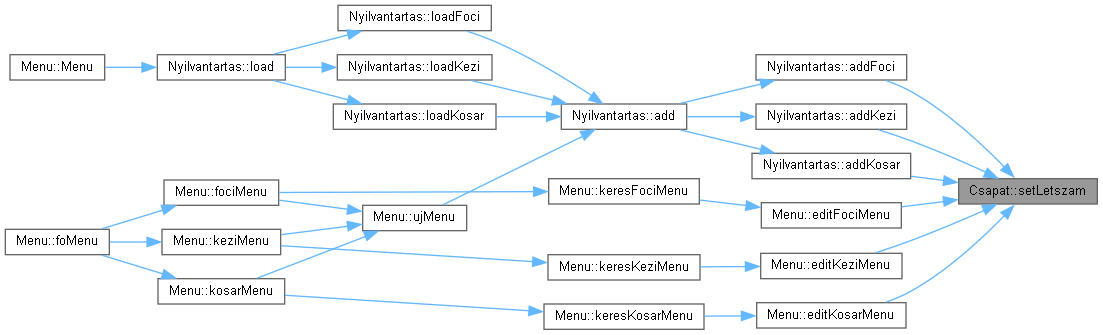 Nyilvantartas::loadFoci
Menu::Menu
Nyilvantartas::load
Nyilvantartas::loadKezi
Nyilvantartas::addFoci
Nyilvantartas::loadKosar
Nyilvantartas::add
Nyilvantartas::addKezi
Nyilvantartas::addKosar
Menu::fociMenu
Menu::keresFociMenu
Csapat::setLetszam
Menu::ujMenu
Menu::editFociMenu
Menu::foMenu
Menu::keziMenu
Menu::keresKeziMenu
Menu::editKeziMenu
Menu::kosarMenu
Menu::keresKosarMenu
Menu::editKosarMenu